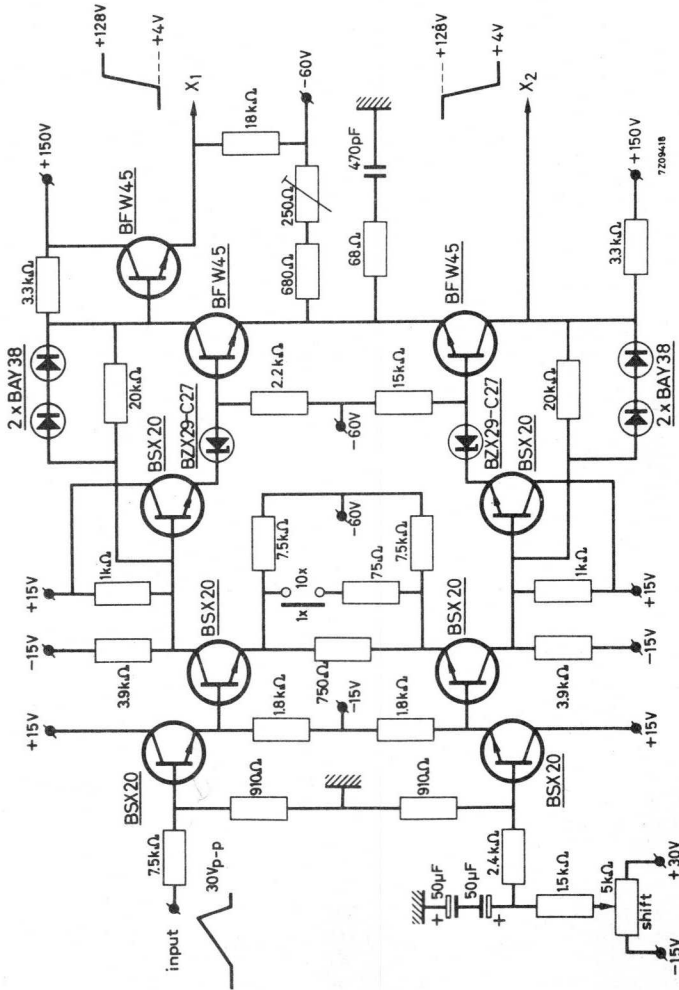 +128V
+4V
X1
+150V
BFW45
3.3kΩ
2 x BAY38
18kΩ
-60V
250Ω
680Ω
470pF
68Ω
+128V
+4V
X2
7Z09418
+150V
BFW45
20kΩ
BSX20
BZX29-C27
2.2kΩ
-60V
15kΩ
BZX29-C27
BSX20
BFW45
20kΩ
3.3kΩ
2 x BAY38
+15V
1kΩ
-15V
3.9kΩ
BSX20
7.5kΩ
-60V
10x
1x
75Ω
7.5kΩ
BSX20
1kΩ
+15V
-15V
3.9kΩ
+15V
1.8kΩ
750Ω
-15V
1.8kΩ
+15V
BSX20
910Ω
910Ω
BSX20
7.5kΩ
30Vp-p
input
50µF
+
50µF
+
2.4kΩ
1.5kΩ
5kΩ
shift
+30V
-15V